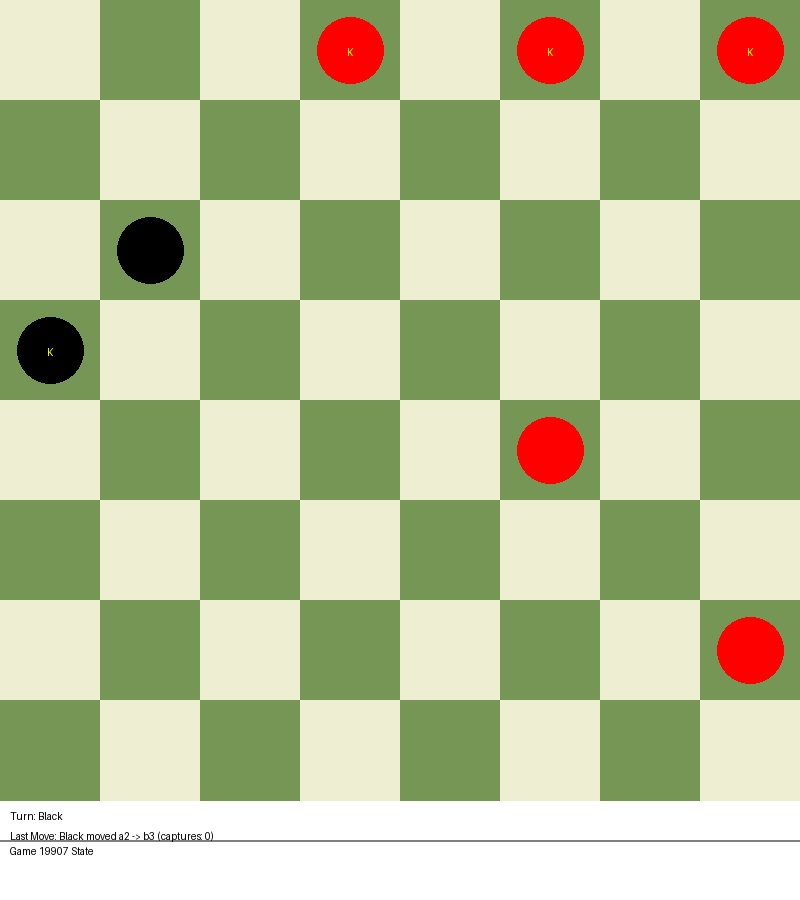 K K K
K
Turn: Black
Last Move: Black moved a2 -> b3 (captures: 0)
Game 19907 State